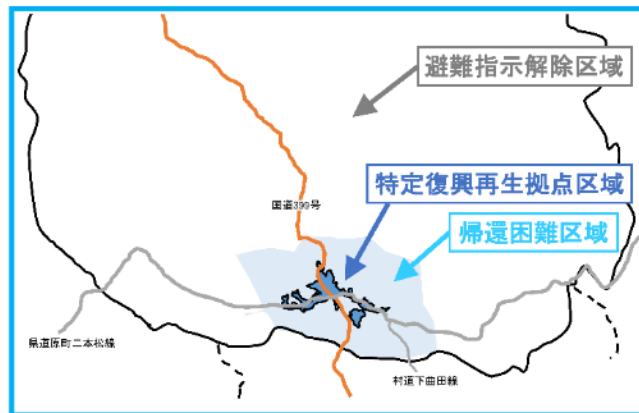 避難指示解除区域
特定復興再生拠点区域
国道399号
帰還困難区域
県道原町二本松線
村道下曲田線